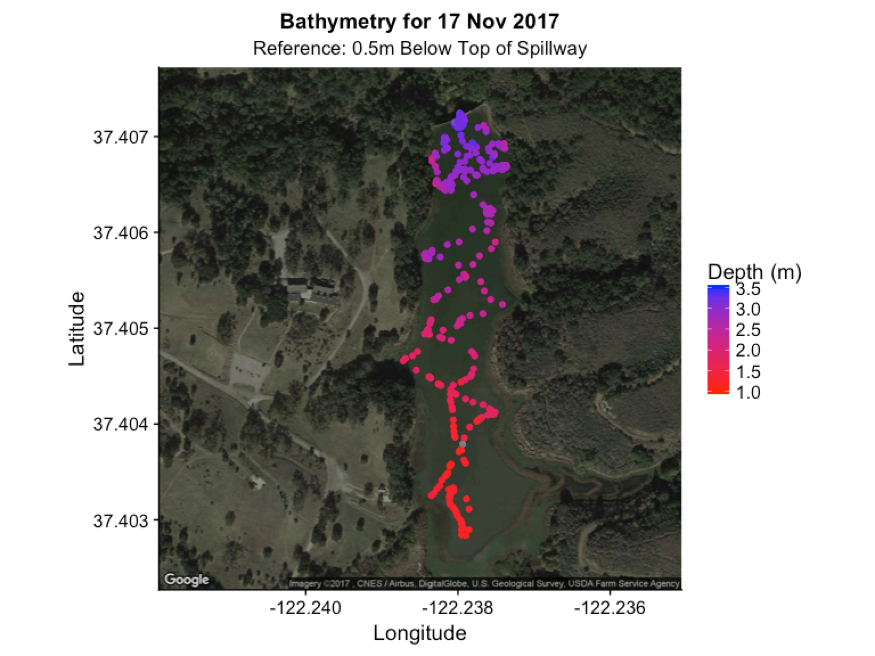 Bathymetry for 17 Nov 2017
Reference: 0.5m Below Top of Spillway
Latitude
37.407
37.406
37.405
37.404
37.403
Depth (m)
3.5
3.0
2.5
2.0
1.5
1.0
Google
Imagery ©2017 , CNES / Airbus, DigitalGlobe, U.S. Geological Survey, USDA Farm Service Agency
-122.240
-122.238
-122.236
Longitude